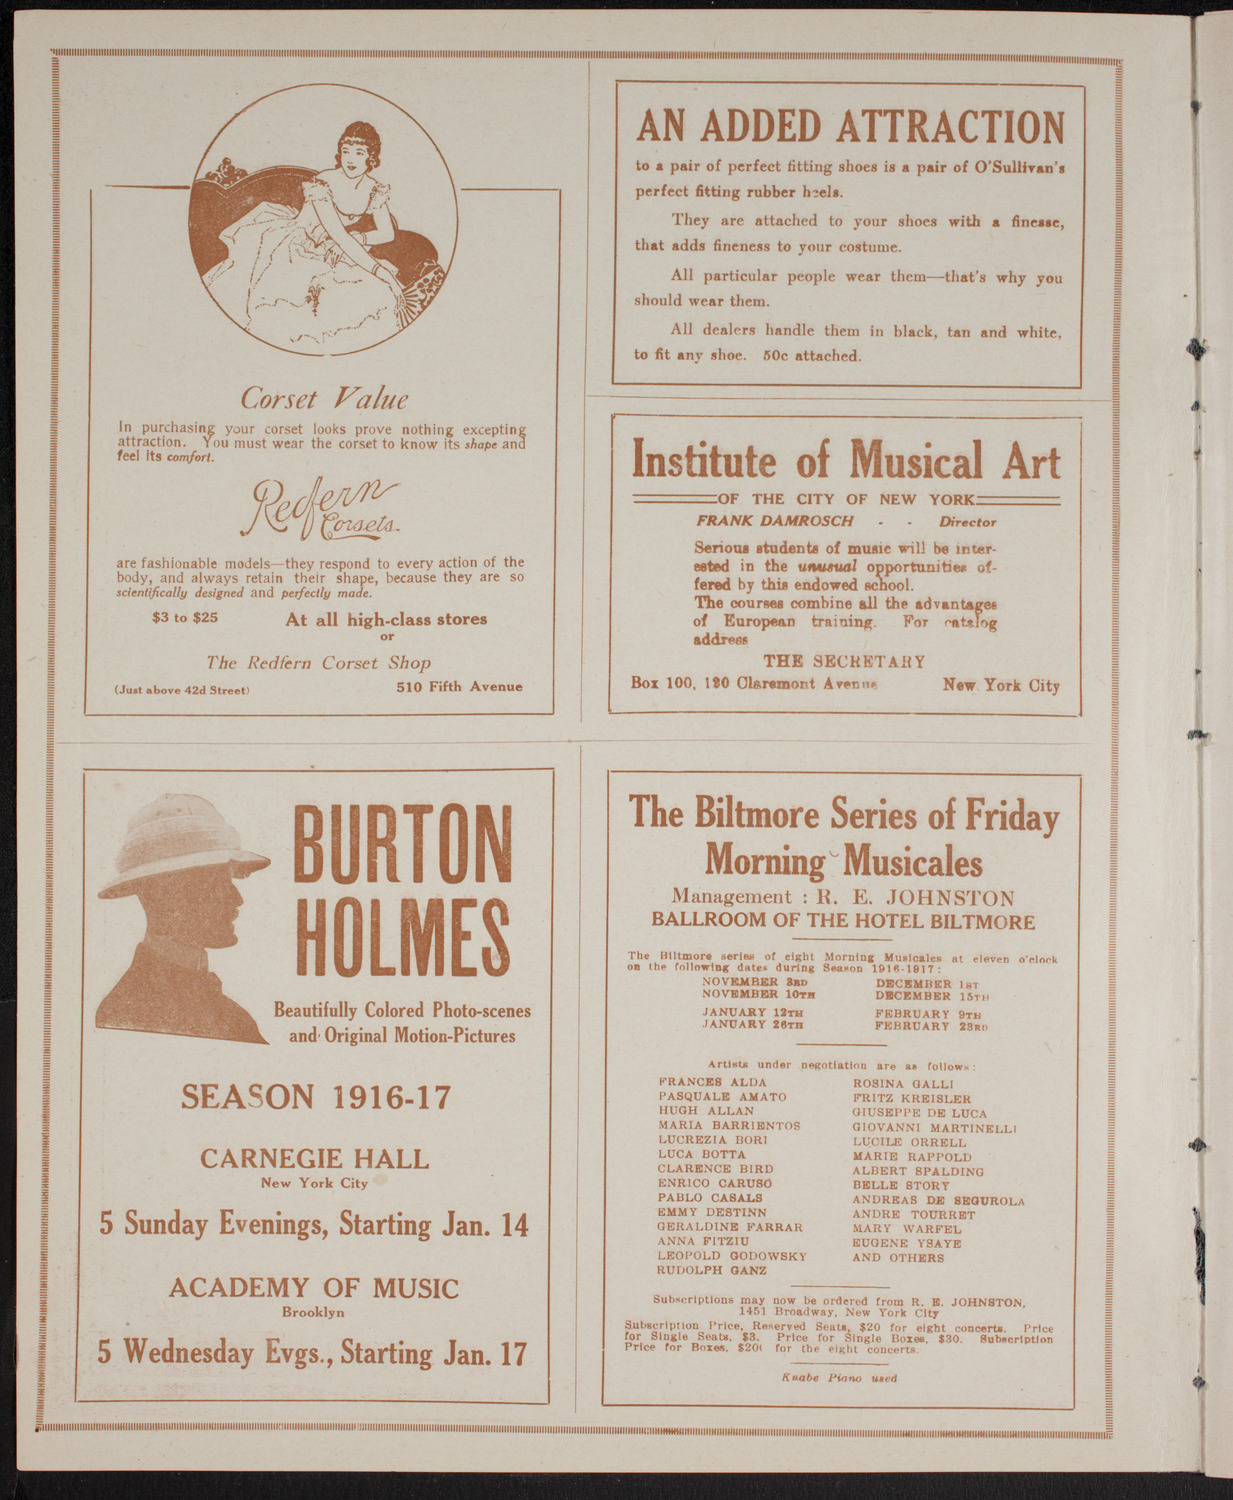 Corset Value
In purchasing your corset looks prove nothing excepting
attraction. You must wear the corset to know its shape and
feel its comfort.
Redfern
Corsets.
are fashionable models—they respond to every action of the
body, and always retain their shape, because they are so
scientifically designed and perfectly made.
$3 to $25 At all high-class stores
or
The Redfern Corset Shop
(Just above 42d Street) 510 Fifth Avenue
AN ADDED ATTRACTION
to a pair of perfect fitting shoes is a pair of O'Sullivan's
perfect fitting rubber heels.
They are attached to your shoes with a finesse,
that adds fineness to your costume.
All particular people wear them—that's why you
should wear them.
All dealers handle them in black, tan and white,
to fit any shoe. 50c attached.
Institute of Musical Art
OF THE CITY OF NEW YORK
FRANK DAMROSCH - - Director
Serious students of music will be inter-
ested in the unusual opportunities of-
fered by this endowed school.
The courses combine all the advantages
of European training. For catalog
address
THE SECRETARY
Box 100, 120 Claremont Avenue New York City
BURTON
HOLMES
Beautifully Colored Photo-scenes
and Original Motion-Pictures
SEASON 1916-17
CARNEGIE HALL
New York City
5 Sunday Evenings, Starting Jan. 14
ACADEMY OF MUSIC
Brooklyn
5 Wednesday Evgs., Starting Jan. 17
The Biltmore Series of Friday
Morning Musicales
Management : R. E. JOHNSTON
BALLROOM OF THE HOTEL BILTMORE
The Biltmore series of eight Morning Musicales at eleven o'clock
on the following dates during Season 1916-1917:
NOVEMBER 3RD DECEMBER 1ST
NOVEMBER 10TH DECEMBER 15TH
JANUARY 12TH FEBRUARY 9TH
JANUARY 26TH FEBRUARY 23RD
Artists under negotiation are as follows:
FRANCES ALDA
PASQUALE AMATO
HUGH ALLAN
MARIA BARRIENTOS
LUCREZIA BORI
LUCA BOTTA
CLARENCE BIRD
ENRICO CARUSO
PABLO CASALS
EMMY DESTINN
GERALDINE FARRAR
ANNA FITZIU
LEOPOLD GODOWSKY
RUDOLPH GANZ
ROSINA GALLI
FRITZ KREISLER
GIUSEPPE DE LUCA
GIOVANNI MARTINELLI
LUCILE ORRELL
MARIE RAPPOLD
ALBERT SPALDING
BELLE STORY
ANDREAS DE SEGUROLA
ANDRE TOURRET
MARY WARFEL
EUGENE YSAYE
AND OTHERS
Subscriptions may now be ordered from R. E. JOHNSTON,
1451 Broadway, New York City
Subscription Price, Reserved Seats, $20 for eight concerts. Price
for Single Seats, $3. Price for Single Boxes, $30. Subscription
Price for Boxes, for the eight concerts.
Knabe Piano used